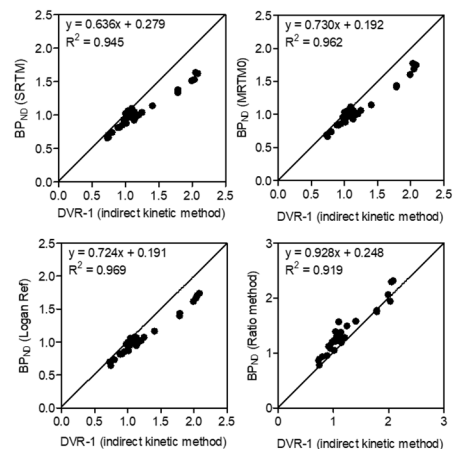 y = 0.636x + 0.279
R² = 0.945
BP_ND (SRTM)
2.5
2.0
1.5
1.0
0.5
0.0
0.0 0.5 1.0 1.5 2.0 2.5
DVR-1 (indirect kinetic method)
y = 0.730x + 0.192
R² = 0.962
BP_ND (MRTM0)
2.5
2.0
1.5
1.0
0.5
0.0
0.0 0.5 1.0 1.5 2.0 2.5
DVR-1 (indirect kinetic method)
y = 0.724x + 0.191
R² = 0.969
BP_ND (Logan Ref)
2.5
2.0
1.5
1.0
0.5
0.0
0.0 0.5 1.0 1.5 2.0 2.5
DVR-1 (indirect kinetic method)
y = 0.928x + 0.248
R² = 0.919
BP_ND (Ratio method)
3
2
1
0
0 1 2 3
DVR-1 (indirect kinetic method)